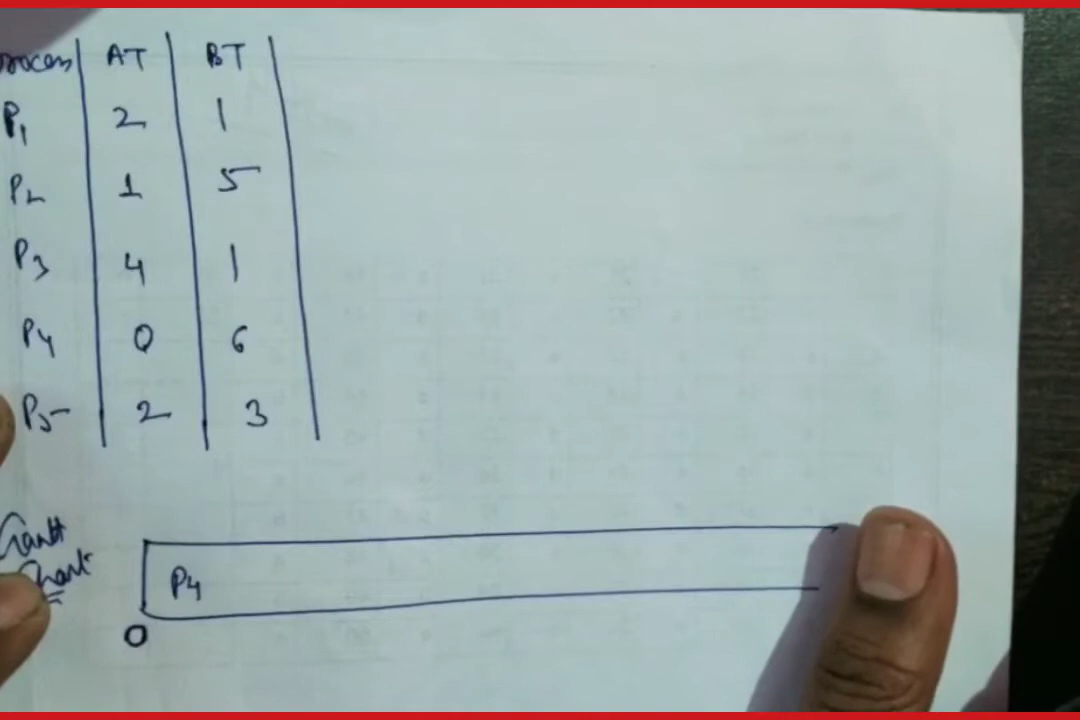 Process AT BT
P1 2 1
P2 1 5
P3 4 1
P4 0 6
P5 2 3
Gantt
Chart
P4
0